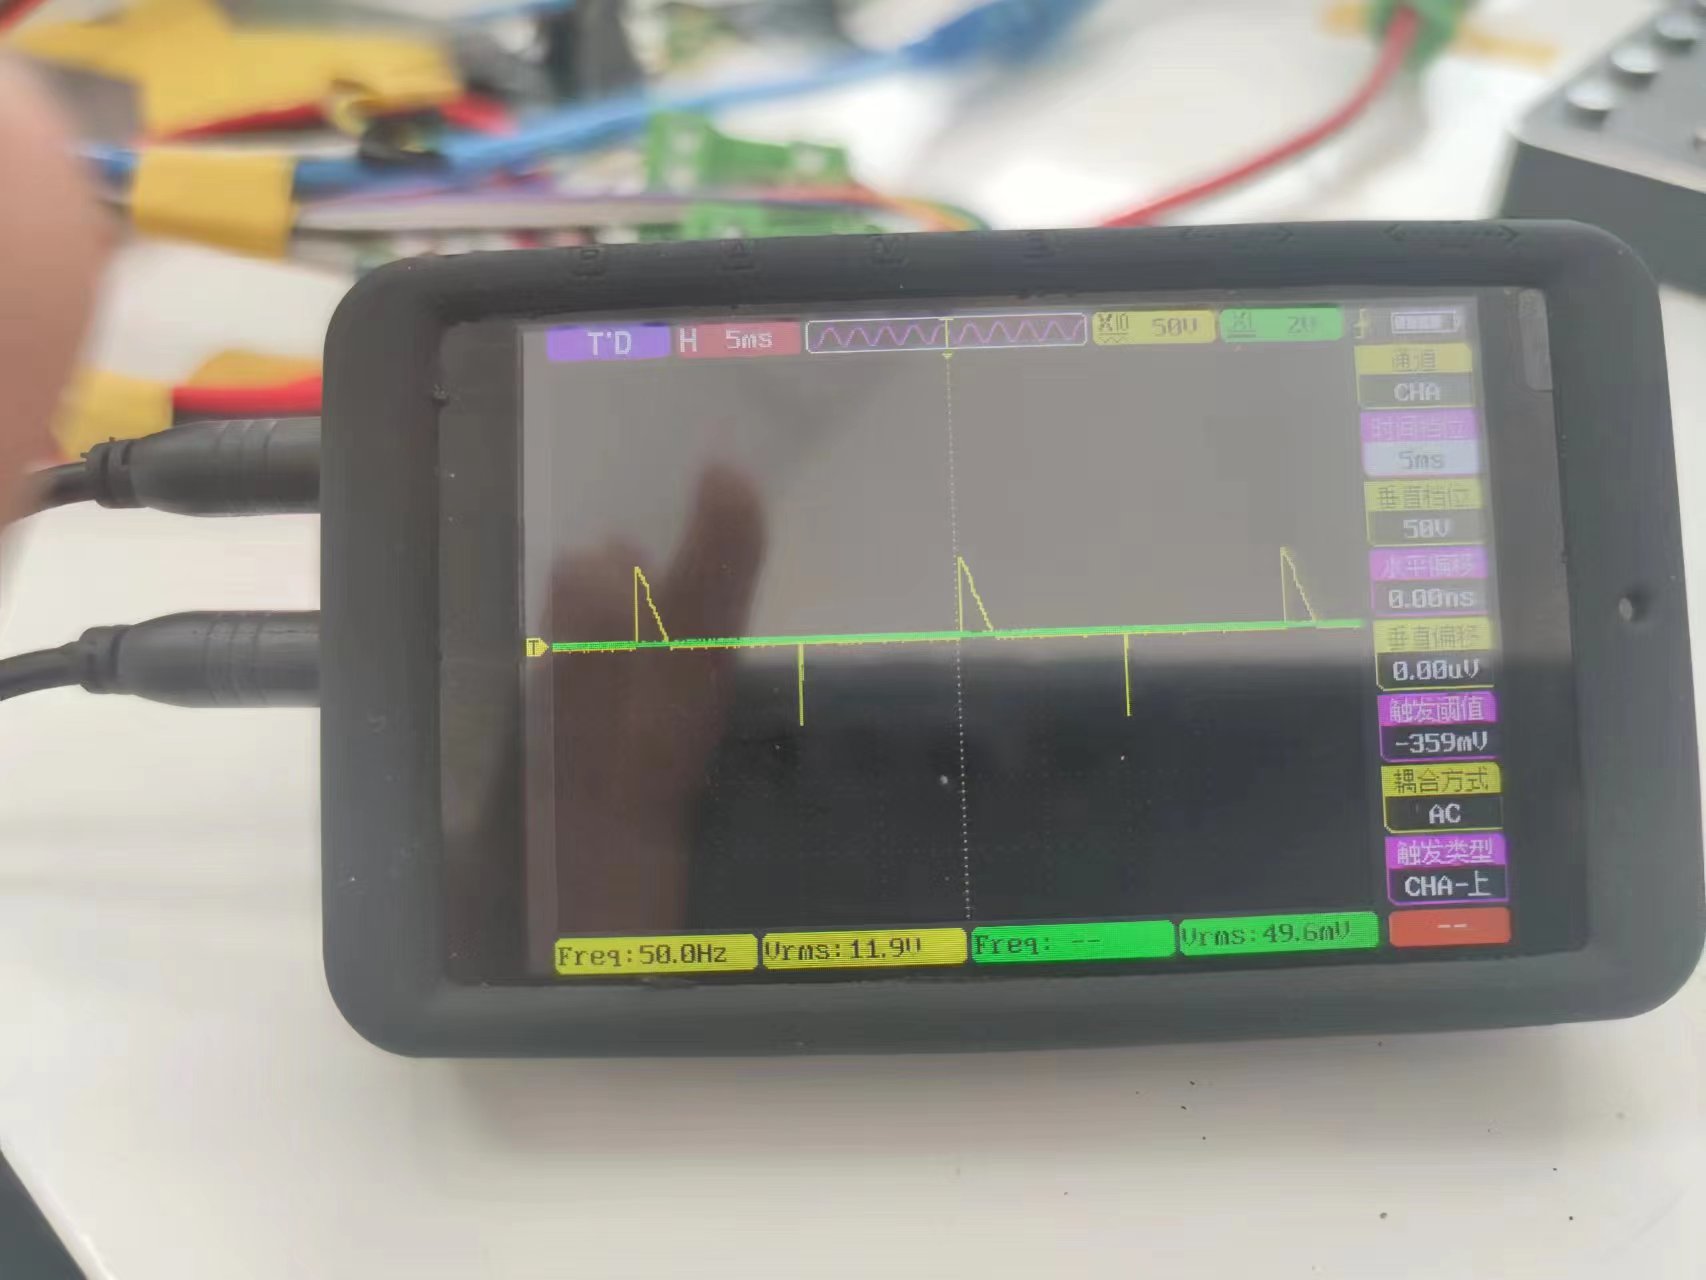 T'D H 5ms X10 50V X1 2V
通道
CHA
时间档位
5ms
垂直档位
50V
水平偏移
0.00ns
垂直偏移
0.00uV
触发阈值
-359mV
耦合方式
AC
触发类型
CHA-上
T
Freq:50.0Hz Vrms:11.9V Freq: -- Vrms:49.6mV --